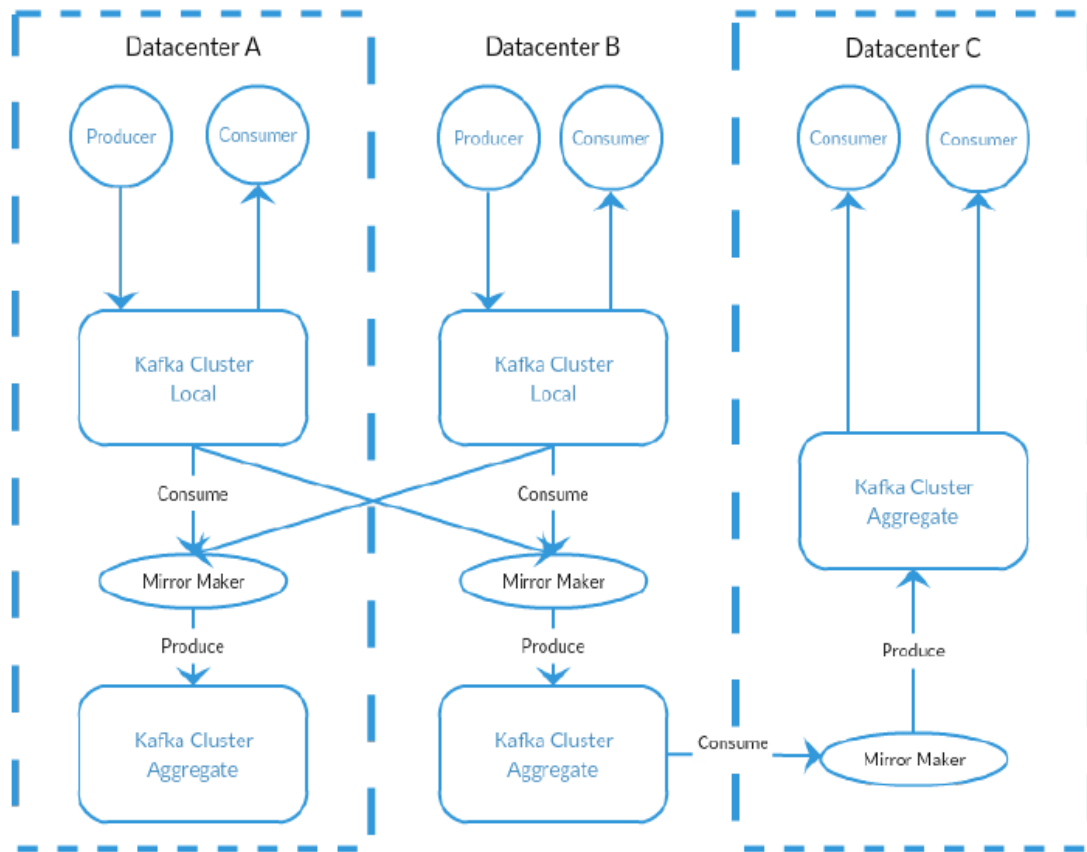 Datacenter A
Datacenter B
Datacenter C
Producer
Consumer
Producer
Consumer
Consumer
Consumer
Kafka Cluster
Local
Kafka Cluster
Local
Kafka Cluster
Aggregate
Consume
Consume
Mirror Maker
Mirror Maker
Produce
Produce
Produce
Kafka Cluster
Aggregate
Kafka Cluster
Aggregate
Consume
Mirror Maker